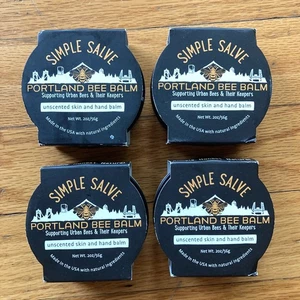 SIMPLE SALVE
PORTLAND BEE BALM
Supporting Urban Bees & Their Keepers
unscented skin and hand balm
Net Wt. 2oz/56g
Made in the USA with natural ingredients
SIMPLE SALVE
PORTLAND BEE BALM
Supporting Urban Bees & Their Keepers
unscented skin and hand balm
Net Wt. 2oz/56g
Made in the USA with natural ingredients
SIMPLE SALVE
PORTLAND BEE BALM
Supporting Urban Bees & Their Keepers
unscented skin and hand balm
Net Wt. 2oz/56g
Made in the USA with natural ingredients
SIMPLE SALVE
PORTLAND BEE BALM
Supporting Urban Bees & Their Keepers
unscented skin and hand balm
Net Wt. 2oz/56g
Made in the USA with natural ingredients